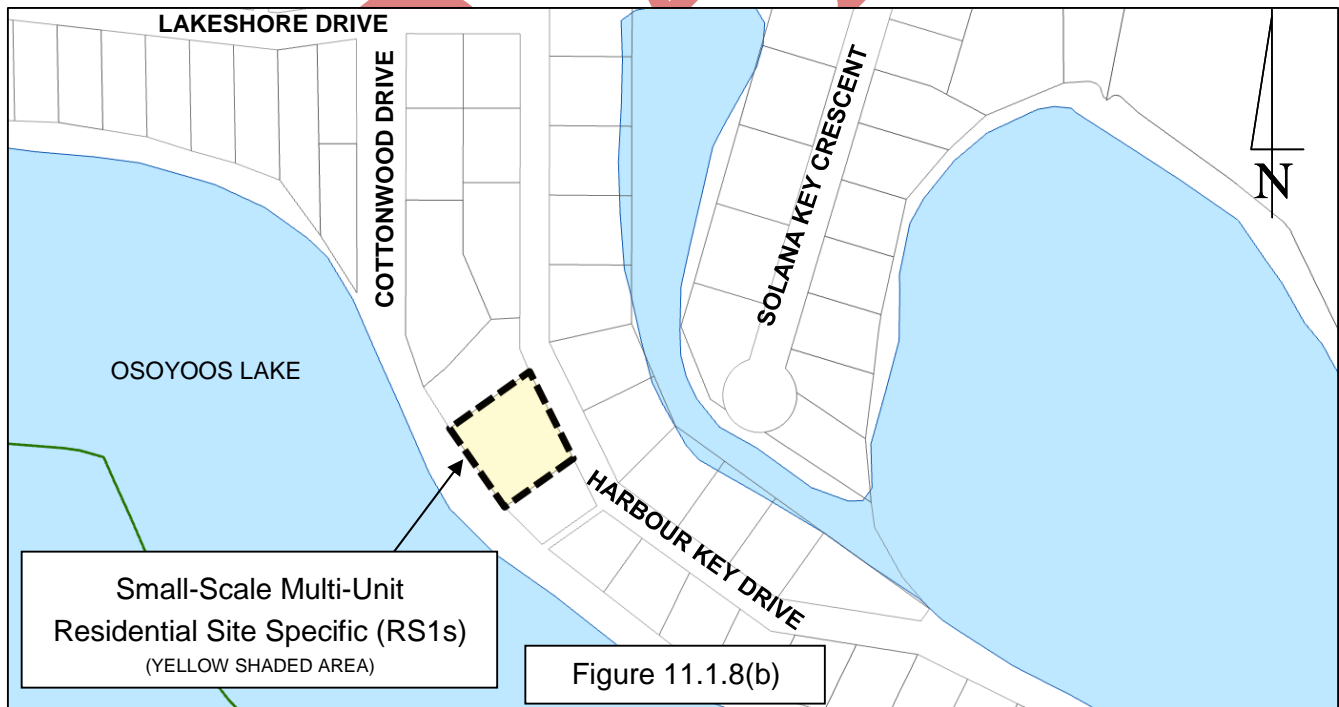 LAKESHORE DRIVE
COTTONWOOD DRIVE
SOLANA KEY CRESCENT
N
OSOYOOS LAKE
HARBOUR KEY DRIVE
Small-Scale Multi-Unit
Residential Site Specific (RS1s)
(YELLOW SHADED AREA)
Figure 11.1.8(b)